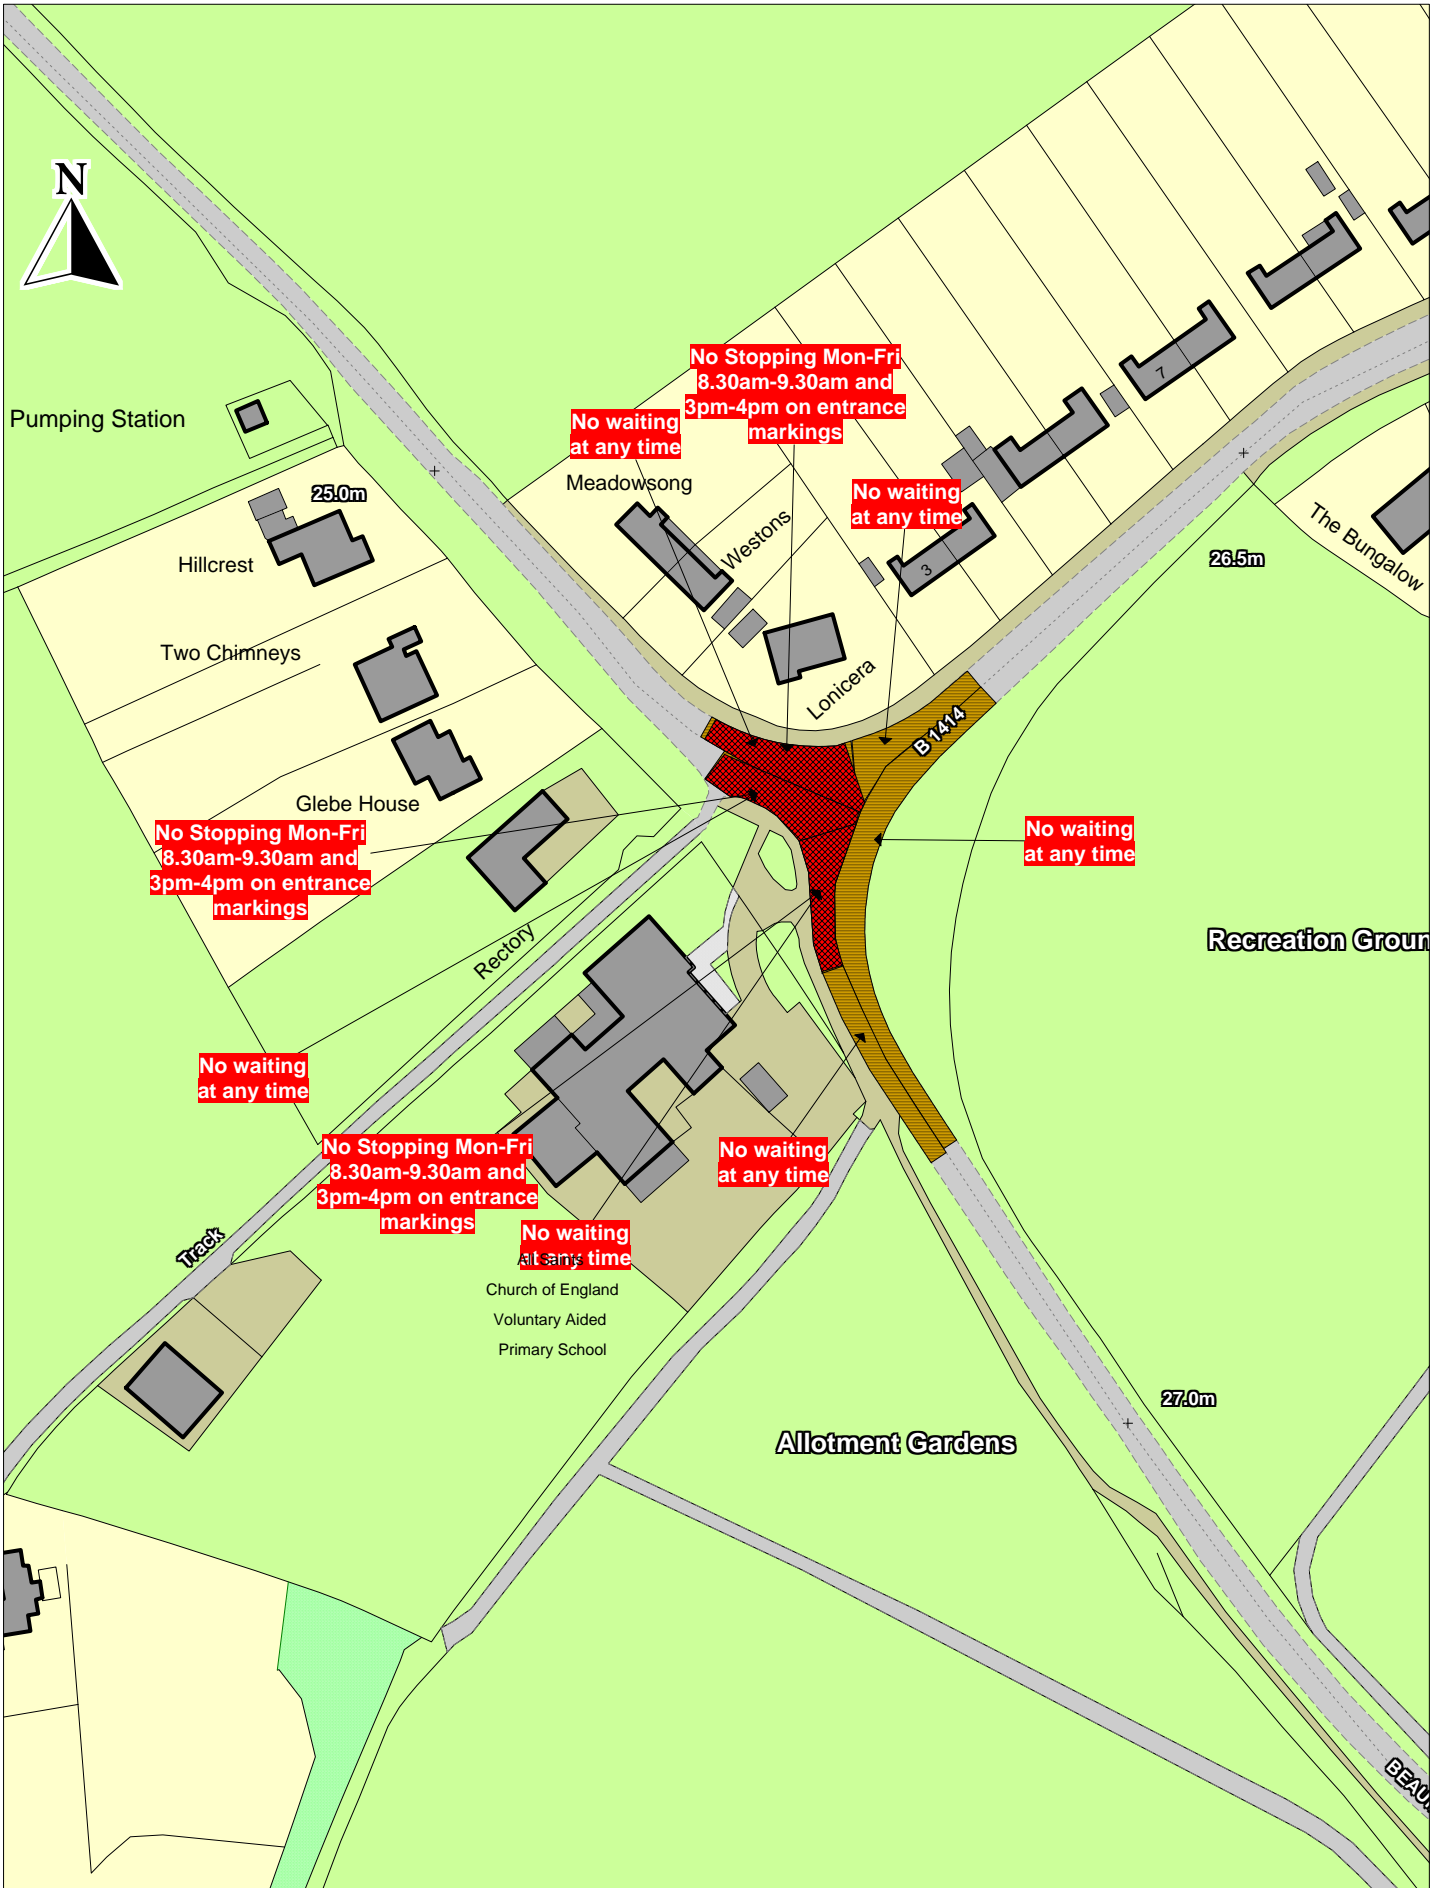 N
No Stopping Mon-Fri
8.30am-9.30am and
3pm-4pm on entrance
markings
No waiting
at any time
Pumping Station
7
Meadowsong
25.0m
No waiting
at any time
Westons
The Bungalow
26.5m
Hillcrest
3
Two Chimneys
Lonicera
B 1414
Glebe House
No Stopping Mon-Fri
8.30am-9.30am and
3pm-4pm on entrance
markings
No waiting
at any time
Recreation Groun
Rectory
No waiting
at any time
No Stopping Mon-Fri
8.30am-9.30am and
3pm-4pm on entrance
markings
No waiting
at any time
Track
No waiting
at any time
All Saints
Church of England
Voluntary Aided
Primary School
27.0m
Allotment Gardens
BEAU